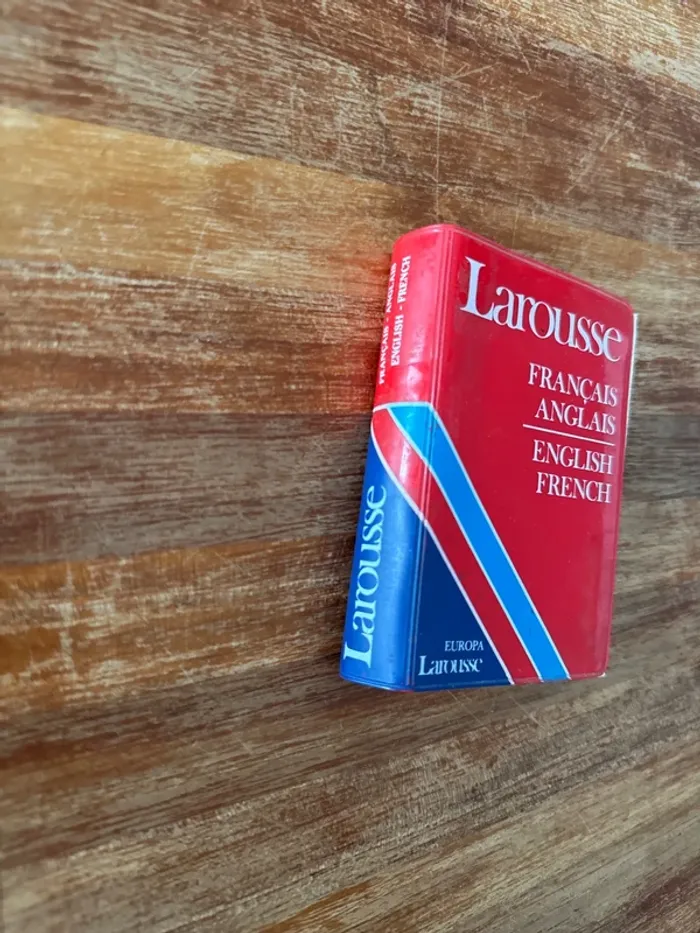 Larousse
FRANÇAIS
ANGLAIS
ENGLISH
FRENCH
EUROPA
Larousse
FRANÇAIS - ANGLAIS
ENGLISH - FRENCH
Larousse